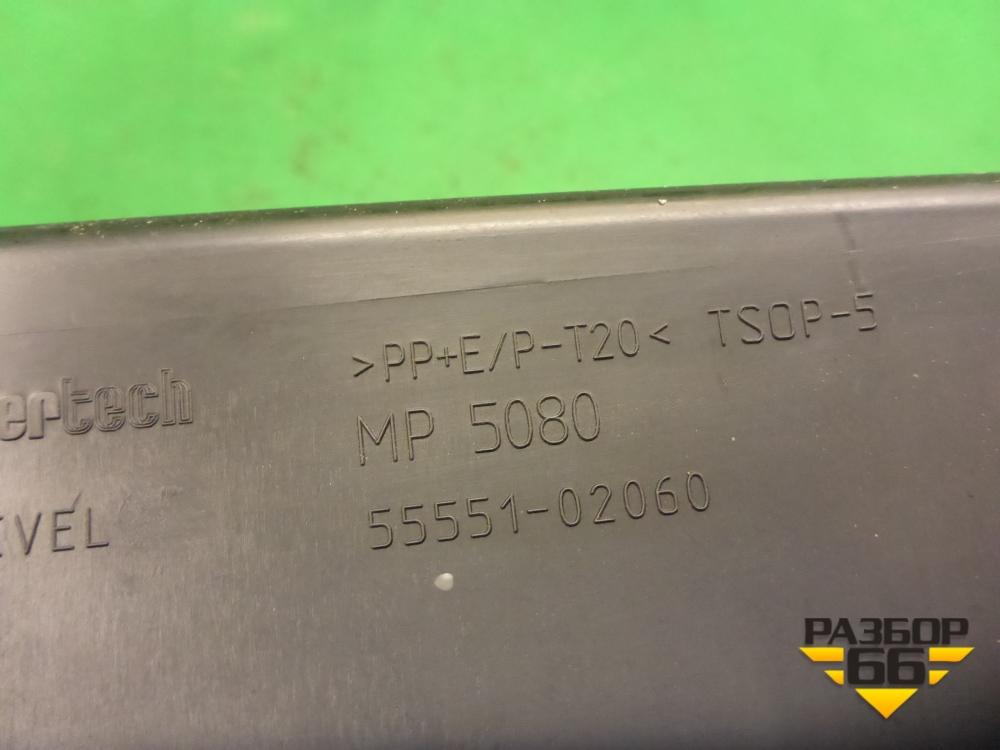 >PP+E/P-T20< TSOP-5
ertech
MP 5080
EVEL
55551-02060
РАЗБОР
66